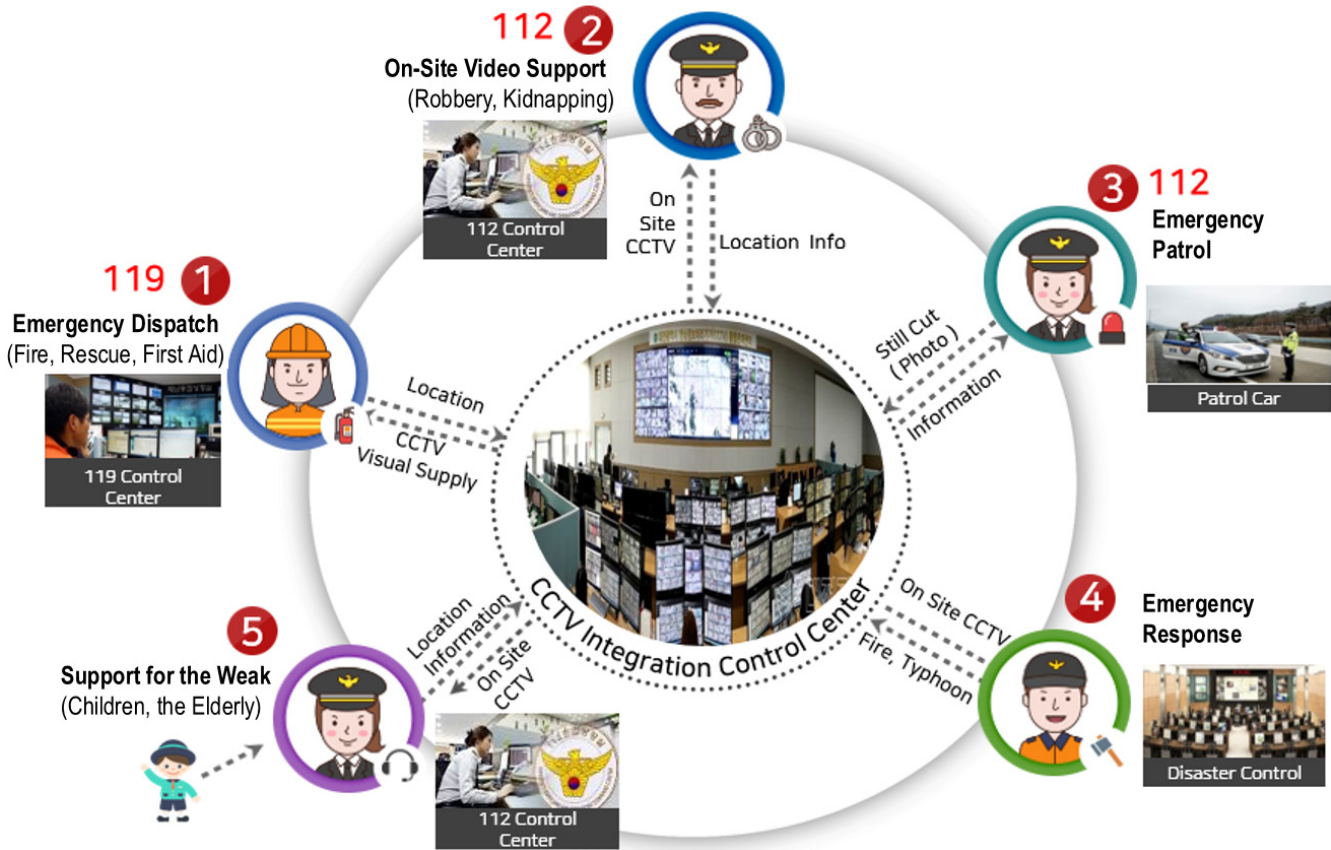 112 2
On-Site Video Support
(Robbery, Kidnapping)
112 Control
Center
On
Site
CCTV
Location Info
3 112
Emergency
Patrol
Patrol Car
Still Cut
( Photo )
Information
119 1
Emergency Dispatch
(Fire, Rescue, First Aid)
119 Control
Center
Location
CCTV
Visual Supply
CCTV Integration Control Center
4
Emergency
Response
Disaster Control
On Site CCTV
Fire, Typhoon
5
Support for the Weak
(Children, the Elderly)
Location
Information
On Site
CCTV
112 Control
Center